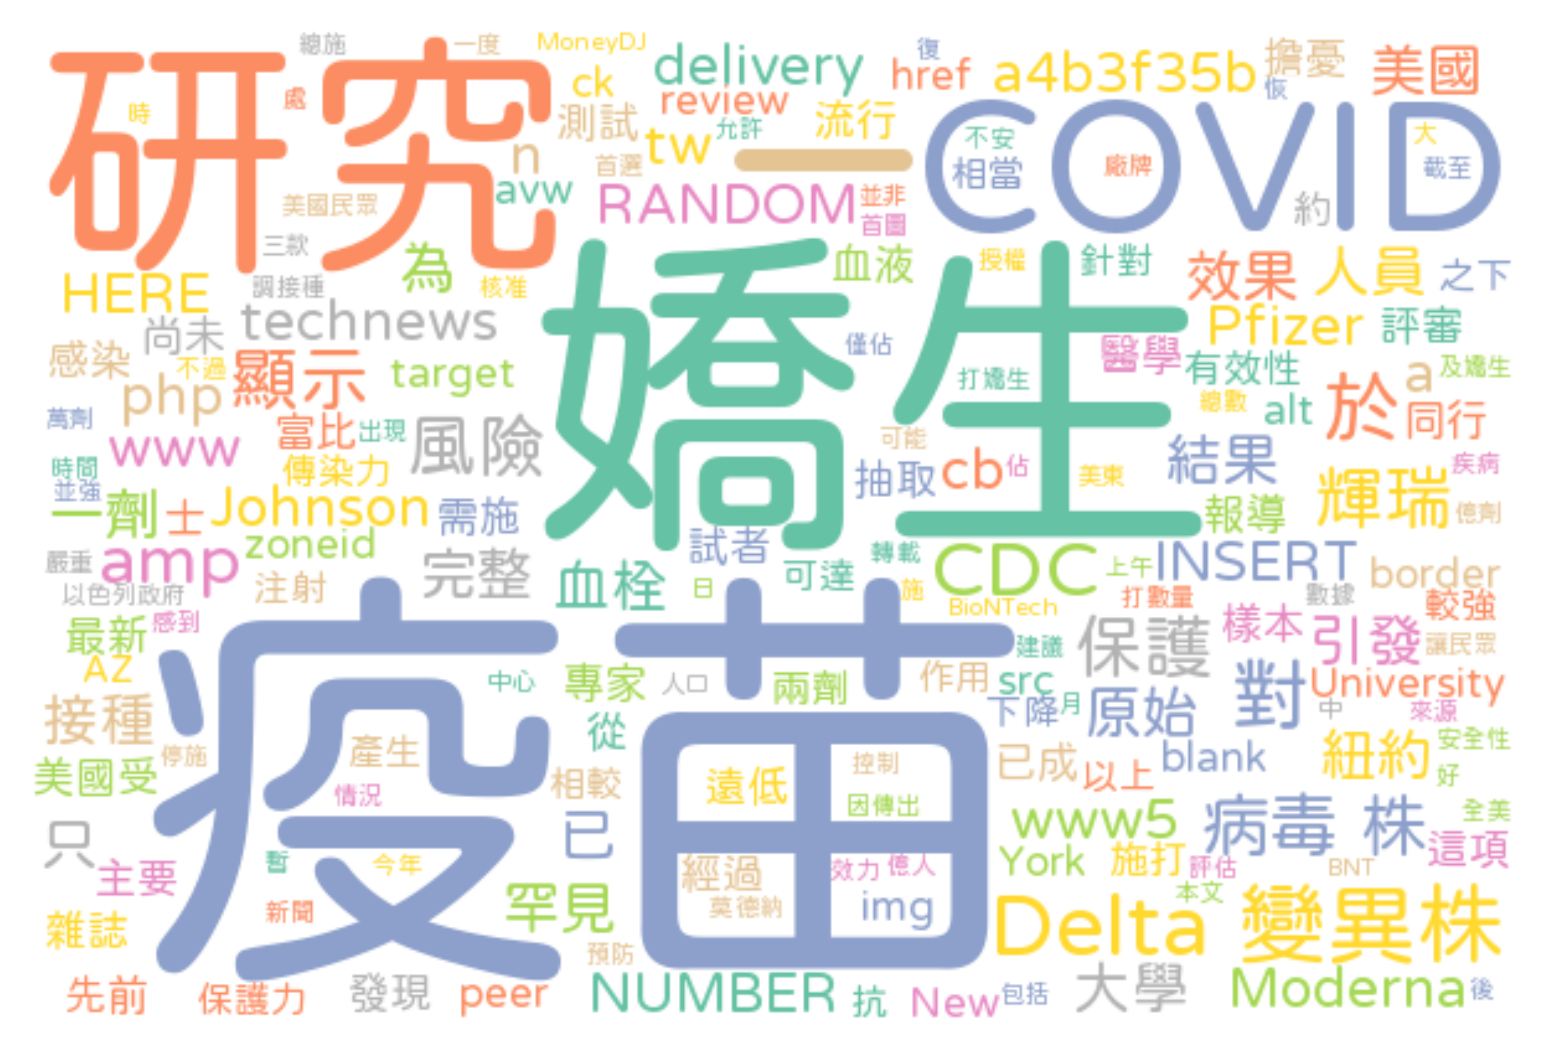 總施 一度 MoneyDJ 復
研究 ck delivery href a4b3f35b 擔憂 美國
時 處 review 恢
測試 tw 允許 流行 一 COVID 大
n 首選 不安 相當 廠牌 截至
美國民眾 avw RANDOM 並非 首圖 約
三款 為 嬌生 血液 授權 針對 效果 人員 之下
HERE 調接種 核准
尚未 technews 僅佔 Pfizer 評審
感染 不過 顯示 target 打嬌生 醫學 有效性 a 及嬌生
php 總數 alt 於 同行
萬劑 www 富比 出現 風險 可能 結果
時間 傳染力 抽取 cb 佔 美東 疾病
並強 一劑 士 Johnson 需施 報導 輝瑞 億劑
嚴重 amp zoneid 完整 試者 轉載 CDC 上午 INSERT border
以色列政府 注射 血栓 日 可達 施 BioNTech 打數量 數據 較強
最新 感到 疫苗 建議 保護 樣本 引發 讓民眾
AZ 中心 專家 人口 兩劑 作用 src 對 University
接種 從 下降 月 原始 中 來源
美國受 停施 產生 相較 控制 已成 以上 blank 紐約 安全性
情況 遠低 因傳出 好
只 已 www5 病毒 株 全美
主要 暫 今年 經過 效力 億人 York 施打 評估 BNT 這項
雜誌 新聞 罕見 莫德納 img 本文 Delta 變異株
預防
先前 保護力 發現 peer NUMBER 抗 New 包括 大學 Moderna 後